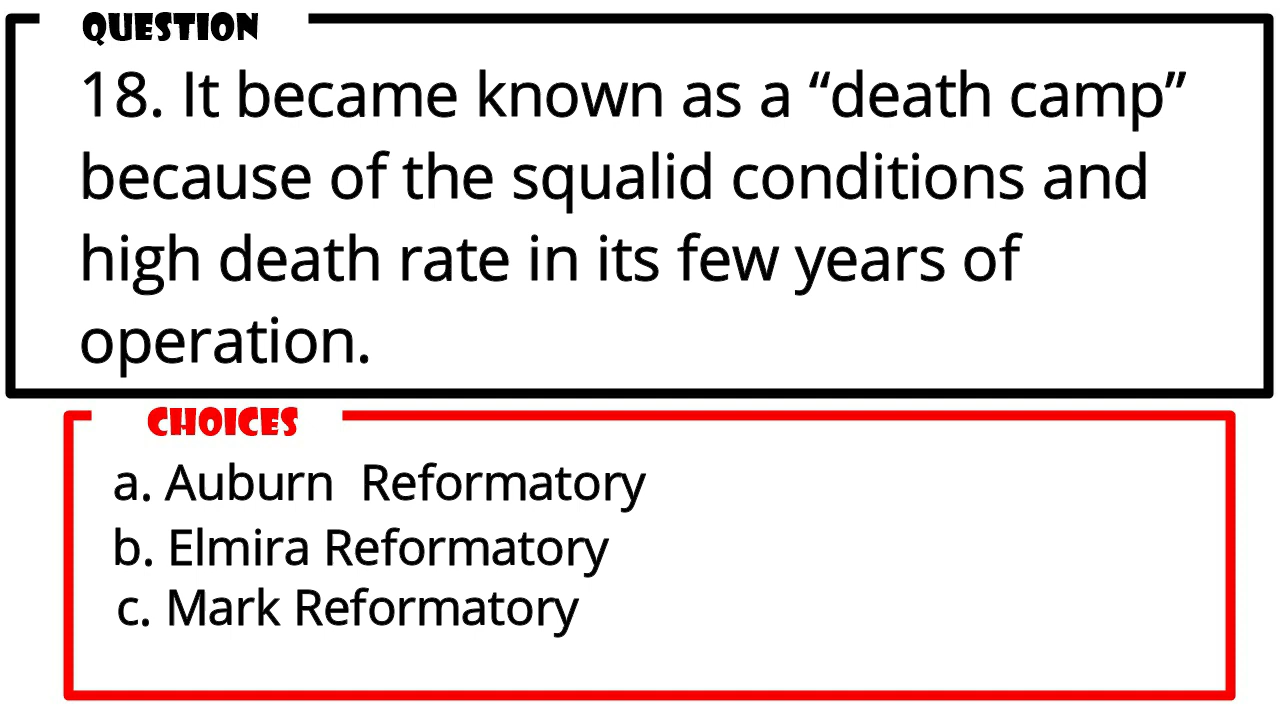 QUESTION
18. It became known as a “death camp”
because of the squalid conditions and
high death rate in its few years of
operation.
CHOICES
a. Auburn  Reformatory
b. Elmira Reformatory
c. Mark Reformatory